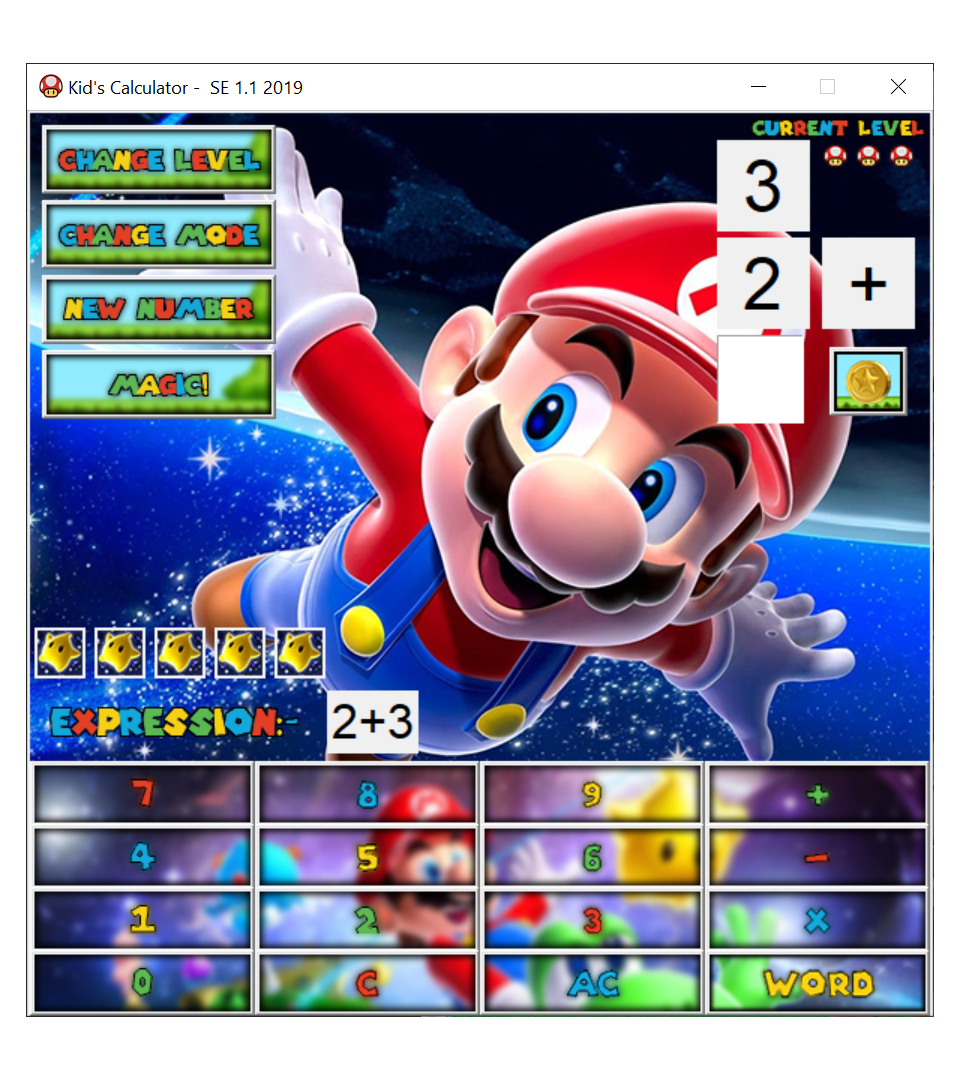 Kid's Calculator -  SE 1.1 2019
CHANGE LEVEL
CURRENT LEVEL
3
CHANGE MODE
2 +
NEW NUMBER
MAGIC!
EXPRESSION:- 2+3
7 8 9 +
4 5 6 -
1 2 3 X
0 C AC WORD